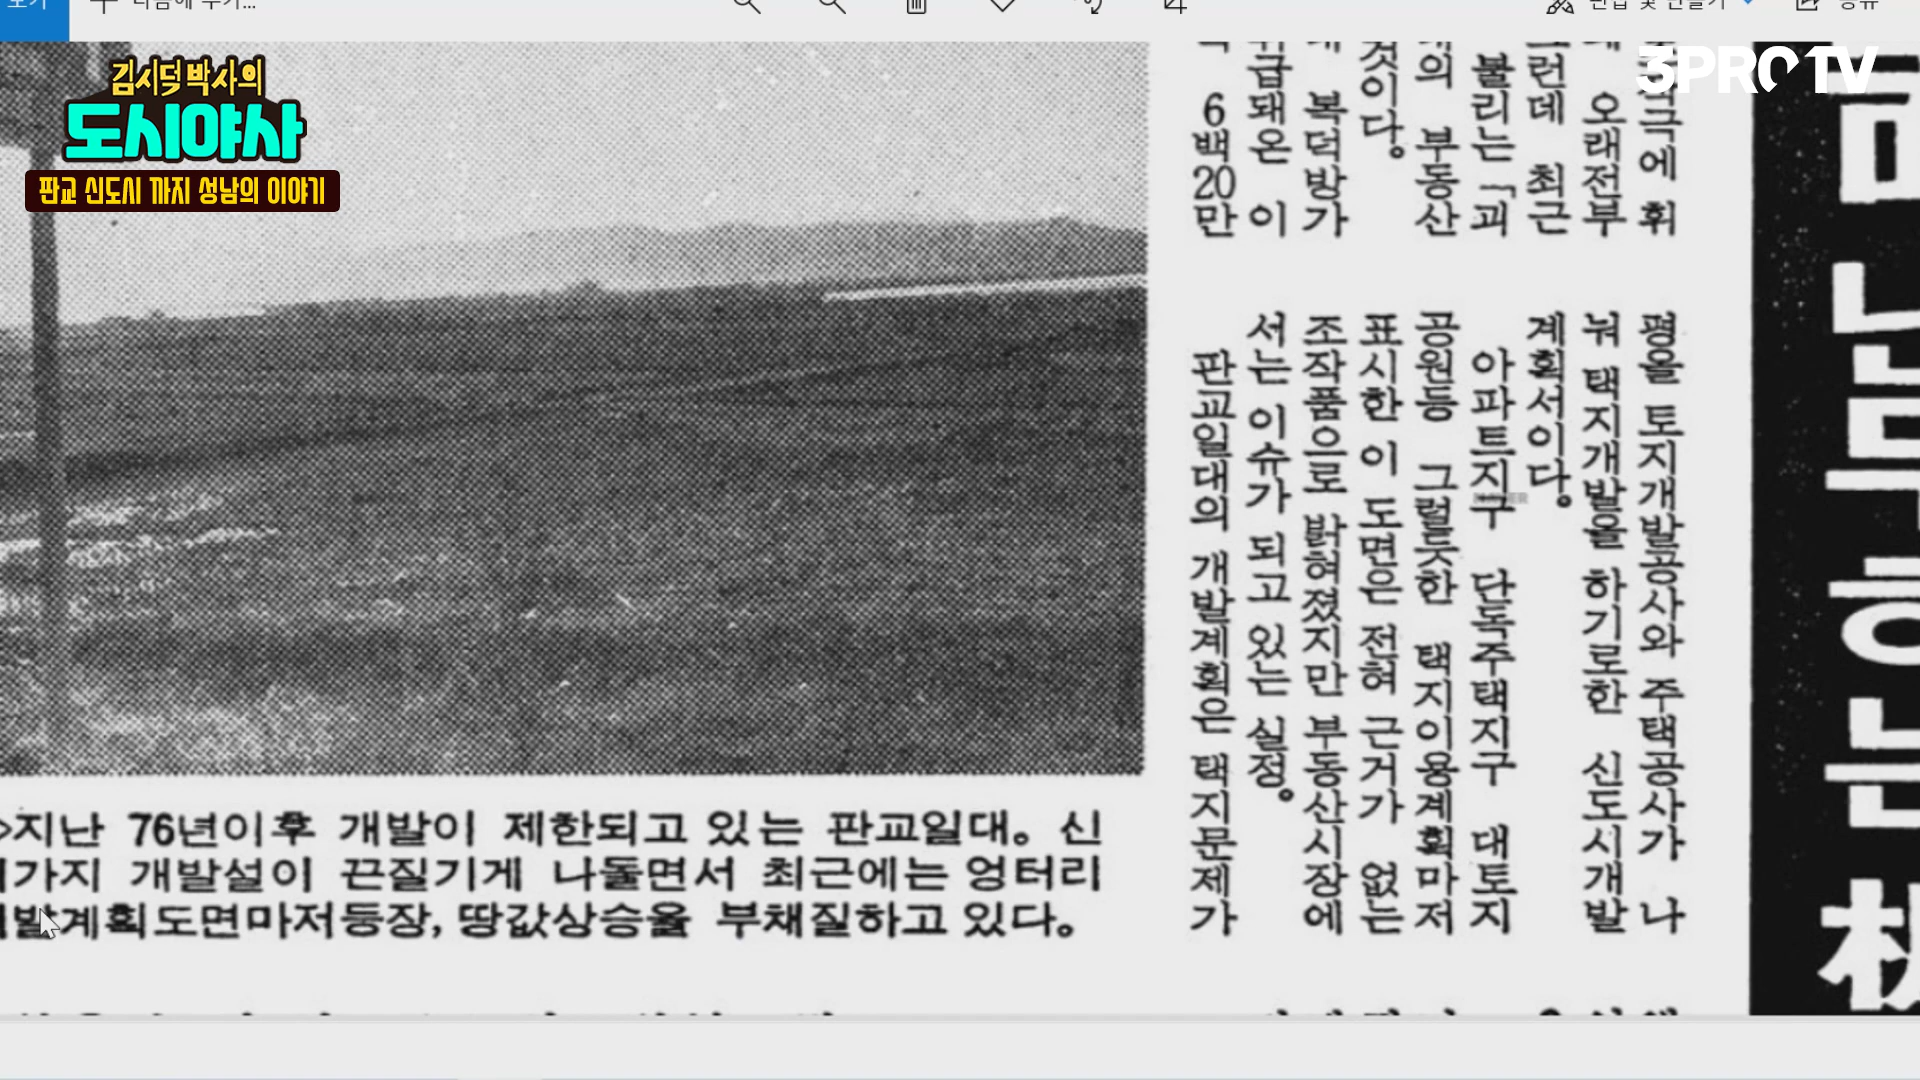 김시덕 박사의
도시야사
판교 신도시 까지 성남의 이야기
3PRO TV
극에 휘
오래전부
런데 최근
불리는 「괴
의 부동산
것이다。
복덕방가
급돼온 이
6백20만
평을 토지개발공사와 주택공사가 나
눠 택지개발을 하기로한 신도시개발
계획서이다。
아파트지구 단독주택지구 대토지
공원등 그럴듯한 택지이용계획마저
표시한 이 도면은 전혀 근거가 없는
조작품으로 밝혀졌지만 부동산시장에
서는 이슈가 되고 있는 실정。
판교일대의 개발계획은 택지문제가
지난 76년이후 개발이 제한되고 있는 판교일대。 신
가지 개발설이 끈질기게 나돌면서 최근에는 엉터리
발계획도면마저등장, 땅값상승을 부채질하고 있다。